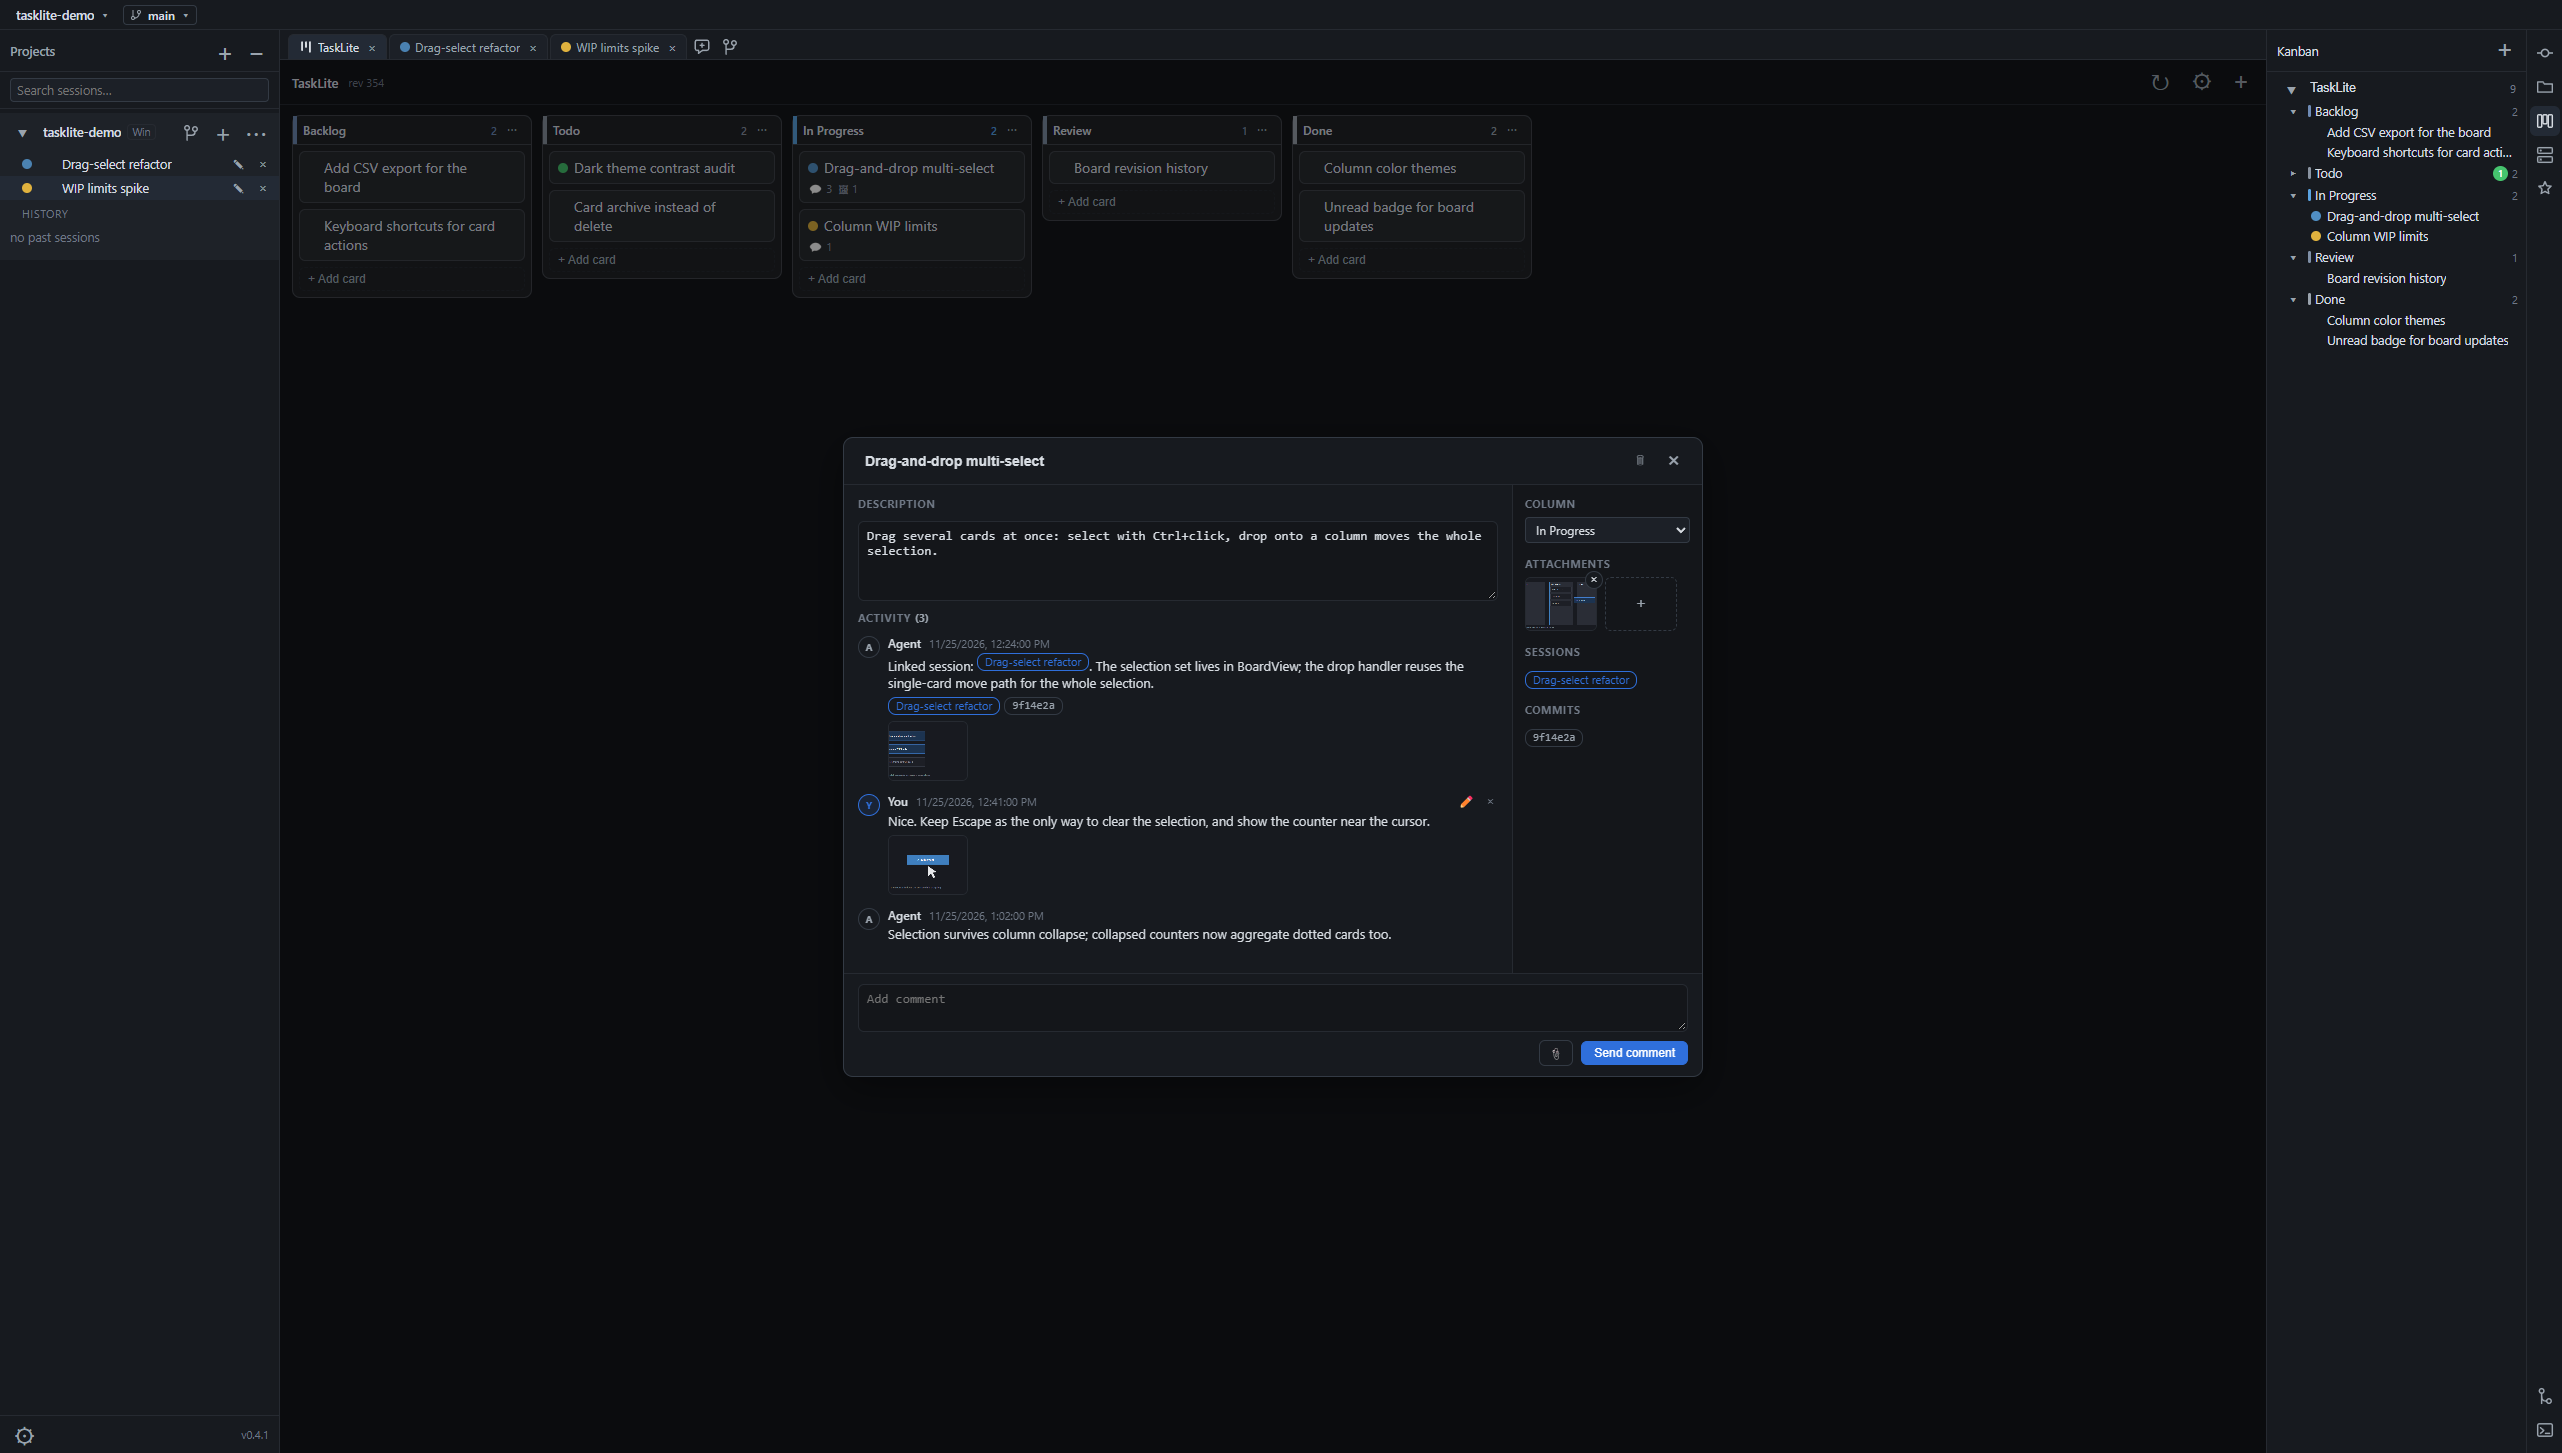 tasklite-demo
main
Projects
Search sessions...
tasklite-demo Win
Drag-select refactor
WIP limits spike
HISTORY
no past sessions
v0.4.1
TaskLite
Drag-select refactor
WIP limits spike
TaskLite rev 354
Backlog 2
Add CSV export for the
board
Keyboard shortcuts for card
actions
+ Add card
Todo 2
Dark theme contrast audit
Card archive instead of
delete
+ Add card
In Progress 2
Drag-and-drop multi-select
3 1
Column WIP limits
1
+ Add card
Review 1
Board revision history
+ Add card
Done 2
Column color themes
Unread badge for board
updates
+ Add card
Drag-and-drop multi-select
DESCRIPTION
Drag several cards at once: select with Ctrl+click, drop onto a column moves the whole
selection.
ACTIVITY (3)
A Agent 11/25/2026, 12:24:00 PM
Linked session: Drag-select refactor. The selection set lives in BoardView; the drop handler reuses the
single-card move path for the whole selection.
Drag-select refactor 9f14e2a
Y You 11/25/2026, 12:41:00 PM
Nice. Keep Escape as the only way to clear the selection, and show the counter near the cursor.
A Agent 11/25/2026, 1:02:00 PM
Selection survives column collapse; collapsed counters now aggregate dotted cards too.
COLUMN
In Progress
ATTACHMENTS
+
SESSIONS
Drag-select refactor
COMMITS
9f14e2a
Add comment
Send comment
Kanban
TaskLite 9
Backlog 2
Add CSV export for the board
Keyboard shortcuts for card acti...
Todo 1 2
In Progress 2
Drag-and-drop multi-select
Column WIP limits
Review 1
Board revision history
Done 2
Column color themes
Unread badge for board updates